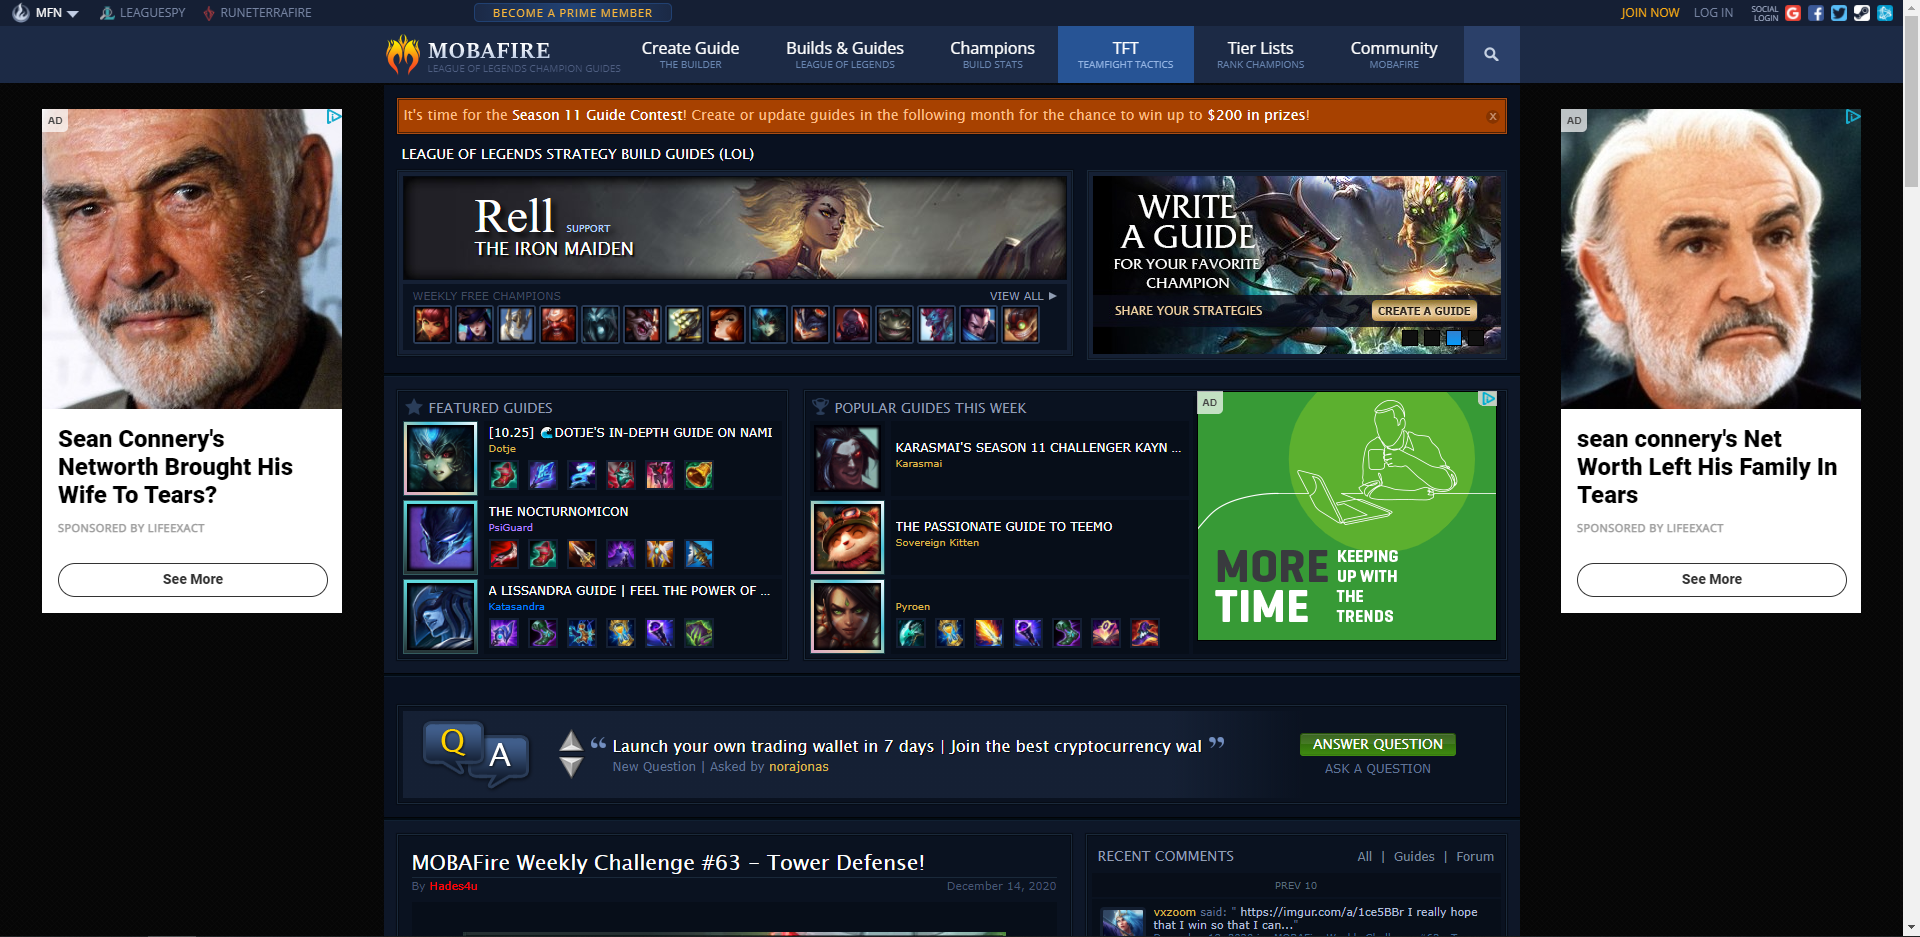 MFN LEAGUESPY RUNETERRAFIRE BECOME A PRIME MEMBER JOIN NOW LOG IN SOCIAL LOGIN
MOBAFIRE
LEAGUE OF LEGENDS CHAMPION GUIDES
Create Guide
THE BUILDER
Builds & Guides
LEAGUE OF LEGENDS
Champions
BUILD STATS
TFT
TEAMFIGHT TACTICS
Tier Lists
RANK CHAMPIONS
Community
MOBAFIRE
It's time for the Season 11 Guide Contest! Create or update guides in the following month for the chance to win up to $200 in prizes! x
LEAGUE OF LEGENDS STRATEGY BUILD GUIDES (LOL)
Rell SUPPORT
THE IRON MAIDEN
WEEKLY FREE CHAMPIONS VIEW ALL
WRITE
A GUIDE
FOR YOUR FAVORITE
CHAMPION
SHARE YOUR STRATEGIES CREATE A GUIDE
AD
Sean Connery's
Networth Brought His
Wife To Tears?
SPONSORED BY LIFEEXACT
See More
AD
sean connery's Net
Worth Left His Family In
Tears
SPONSORED BY LIFEEXACT
See More
FEATURED GUIDES
[10.25] 🌊DOTJE'S IN-DEPTH GUIDE ON NAMI
Dotje
THE NOCTURNOMICON
PsiGuard
A LISSANDRA GUIDE | FEEL THE POWER OF ...
Katasandra
POPULAR GUIDES THIS WEEK
KARASMAI'S SEASON 11 CHALLENGER KAYN ...
Karasmai
THE PASSIONATE GUIDE TO TEEMO
Sovereign Kitten
Pyroen
AD
MORE
TIME
KEEPING
UP WITH
THE
TRENDS
Q A
“ Launch your own trading wallet in 7 days | Join the best cryptocurrency wal ”
New Question | Asked by norajonas
ANSWER QUESTION
ASK A QUESTION
MOBAFire Weekly Challenge #63 - Tower Defense!
By Hades4u December 14, 2020
RECENT COMMENTS All | Guides | Forum
PREV 10
vxzoom said: " https://imgur.com/a/1ce5BBr I really hope
that I win so that I can..."